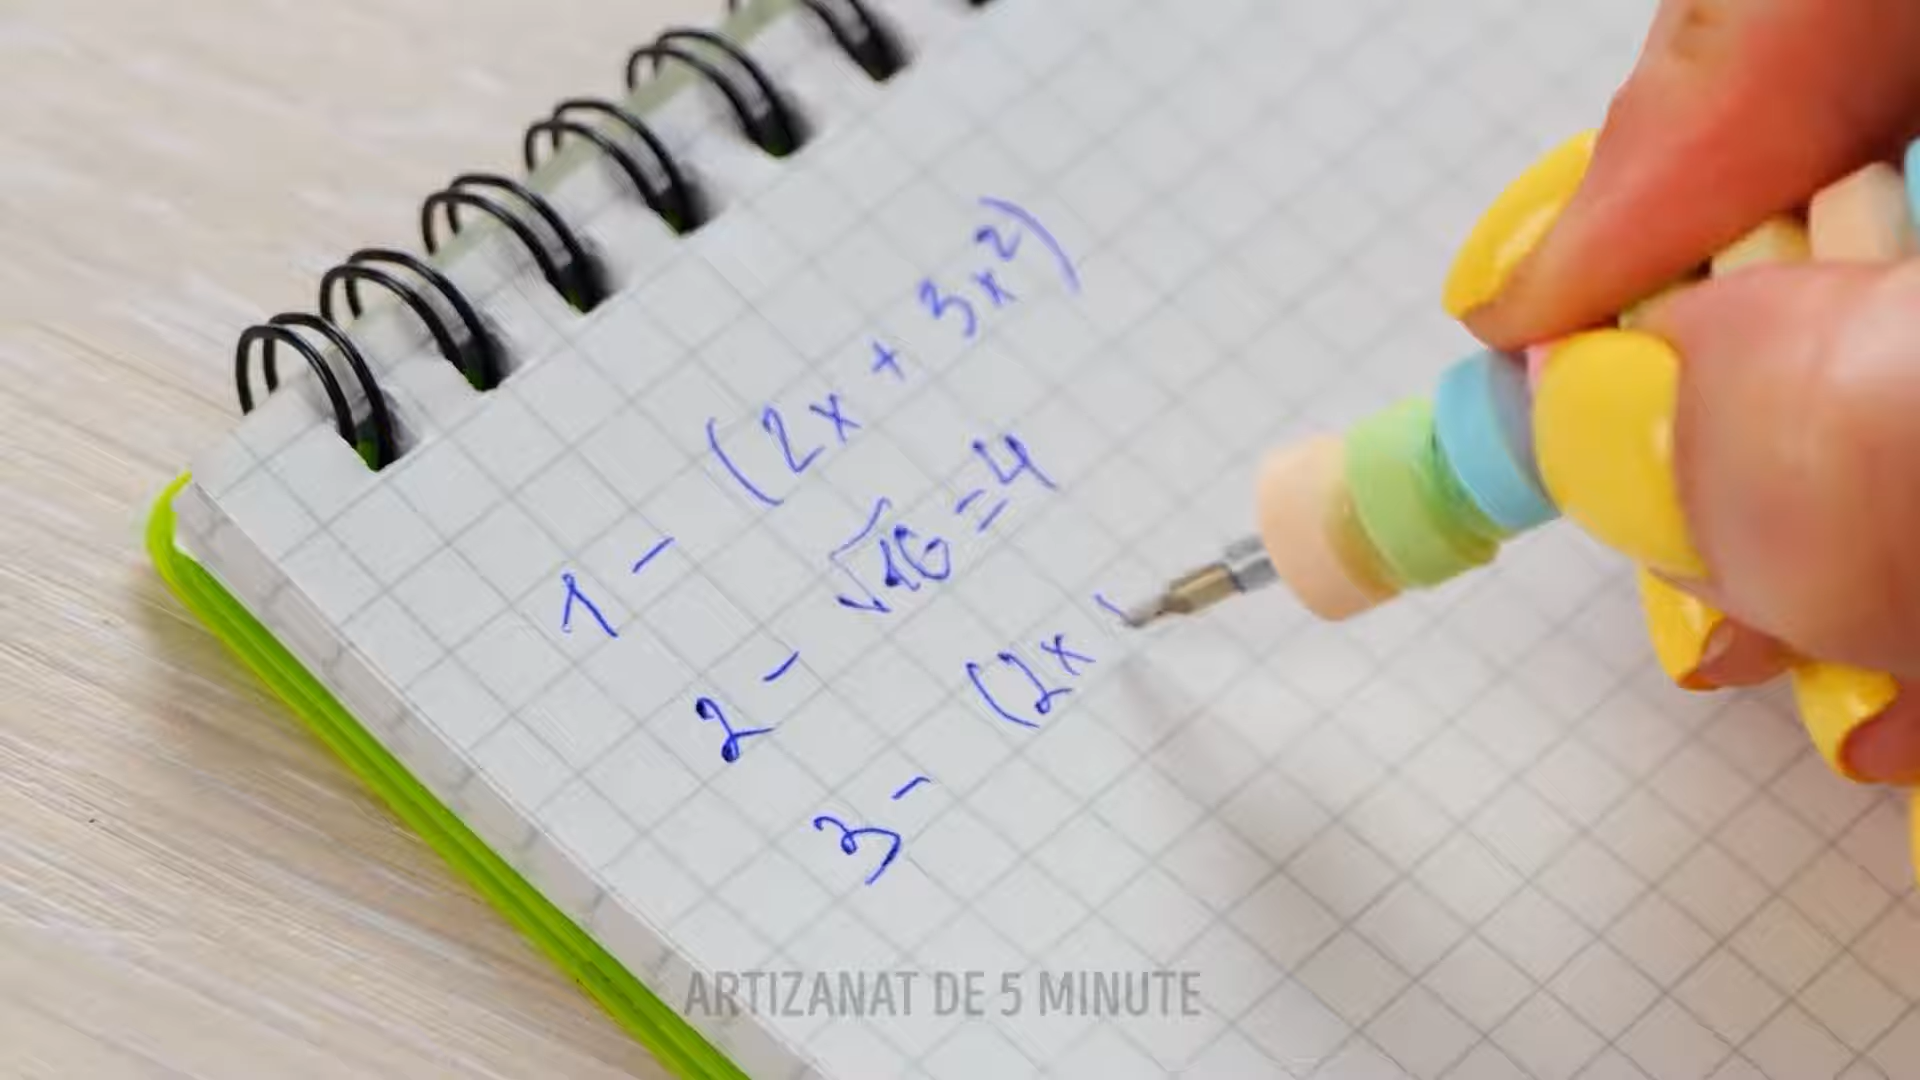 1 - (2x + 3x²)
2 - √16 = 4
3 - (2x
ARTIZANAT DE 5 MINUTE